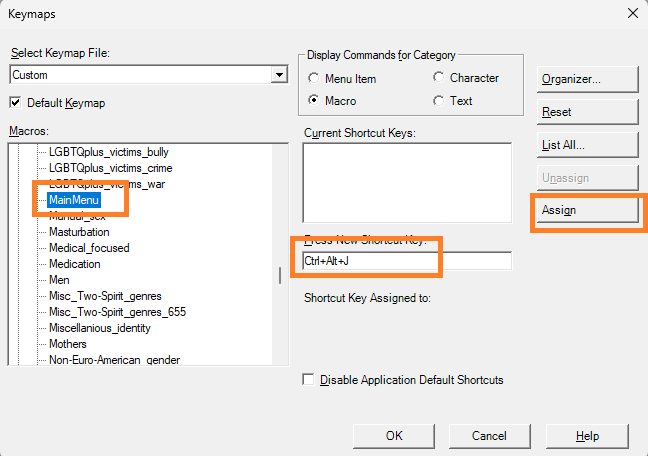 Keymaps
Select Keymap File:
Custom
Default Keymap
Macros:
LGBTQplus_victims_bully
LGBTQplus_victims_crime
LGBTQplus_victims_war
MainMenu
Manual_sex
Masturbation
Medical_focused
Medication
Men
Misc_Two-Spirit_genres
Misc_Two-Spirit_genres_655
Miscellanious_identity
Mothers
Non-Euro-American_gender
Display Commands for Category
Menu Item
Character
Macro
Text
Current Shortcut Keys:
Press New Shortcut Key:
Ctrl+Alt+J
Shortcut Key Assigned to:
Disable Application Default Shortcuts
Organizer...
Reset
List All...
Unassign
Assign
OK
Cancel
Help